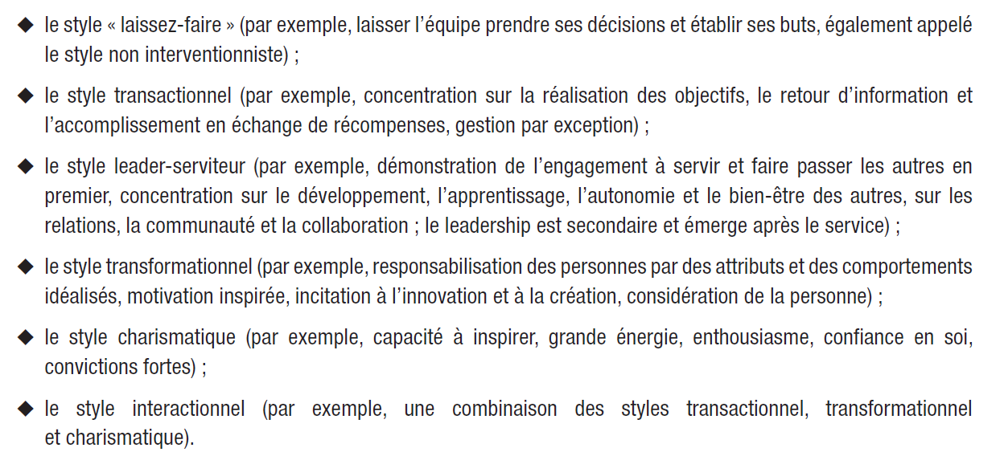 ◆ le style « laissez-faire » (par exemple, laisser l’équipe prendre ses décisions et établir ses buts, également appelé
le style non interventionniste) ;
◆ le style transactionnel (par exemple, concentration sur la réalisation des objectifs, le retour d’information et
l’accomplissement en échange de récompenses, gestion par exception) ;
◆ le style leader-serviteur (par exemple, démonstration de l’engagement à servir et faire passer les autres en
premier, concentration sur le développement, l’apprentissage, l’autonomie et le bien-être des autres, sur les
relations, la communauté et la collaboration ; le leadership est secondaire et émerge après le service) ;
◆ le style transformationnel (par exemple, responsabilisation des personnes par des attributs et des comportements
idéalisés, motivation inspirée, incitation à l’innovation et à la création, considération de la personne) ;
◆ le style charismatique (par exemple, capacité à inspirer, grande énergie, enthousiasme, confiance en soi,
convictions fortes) ;
◆ le style interactionnel (par exemple, une combinaison des styles transactionnel, transformationnel
et charismatique).